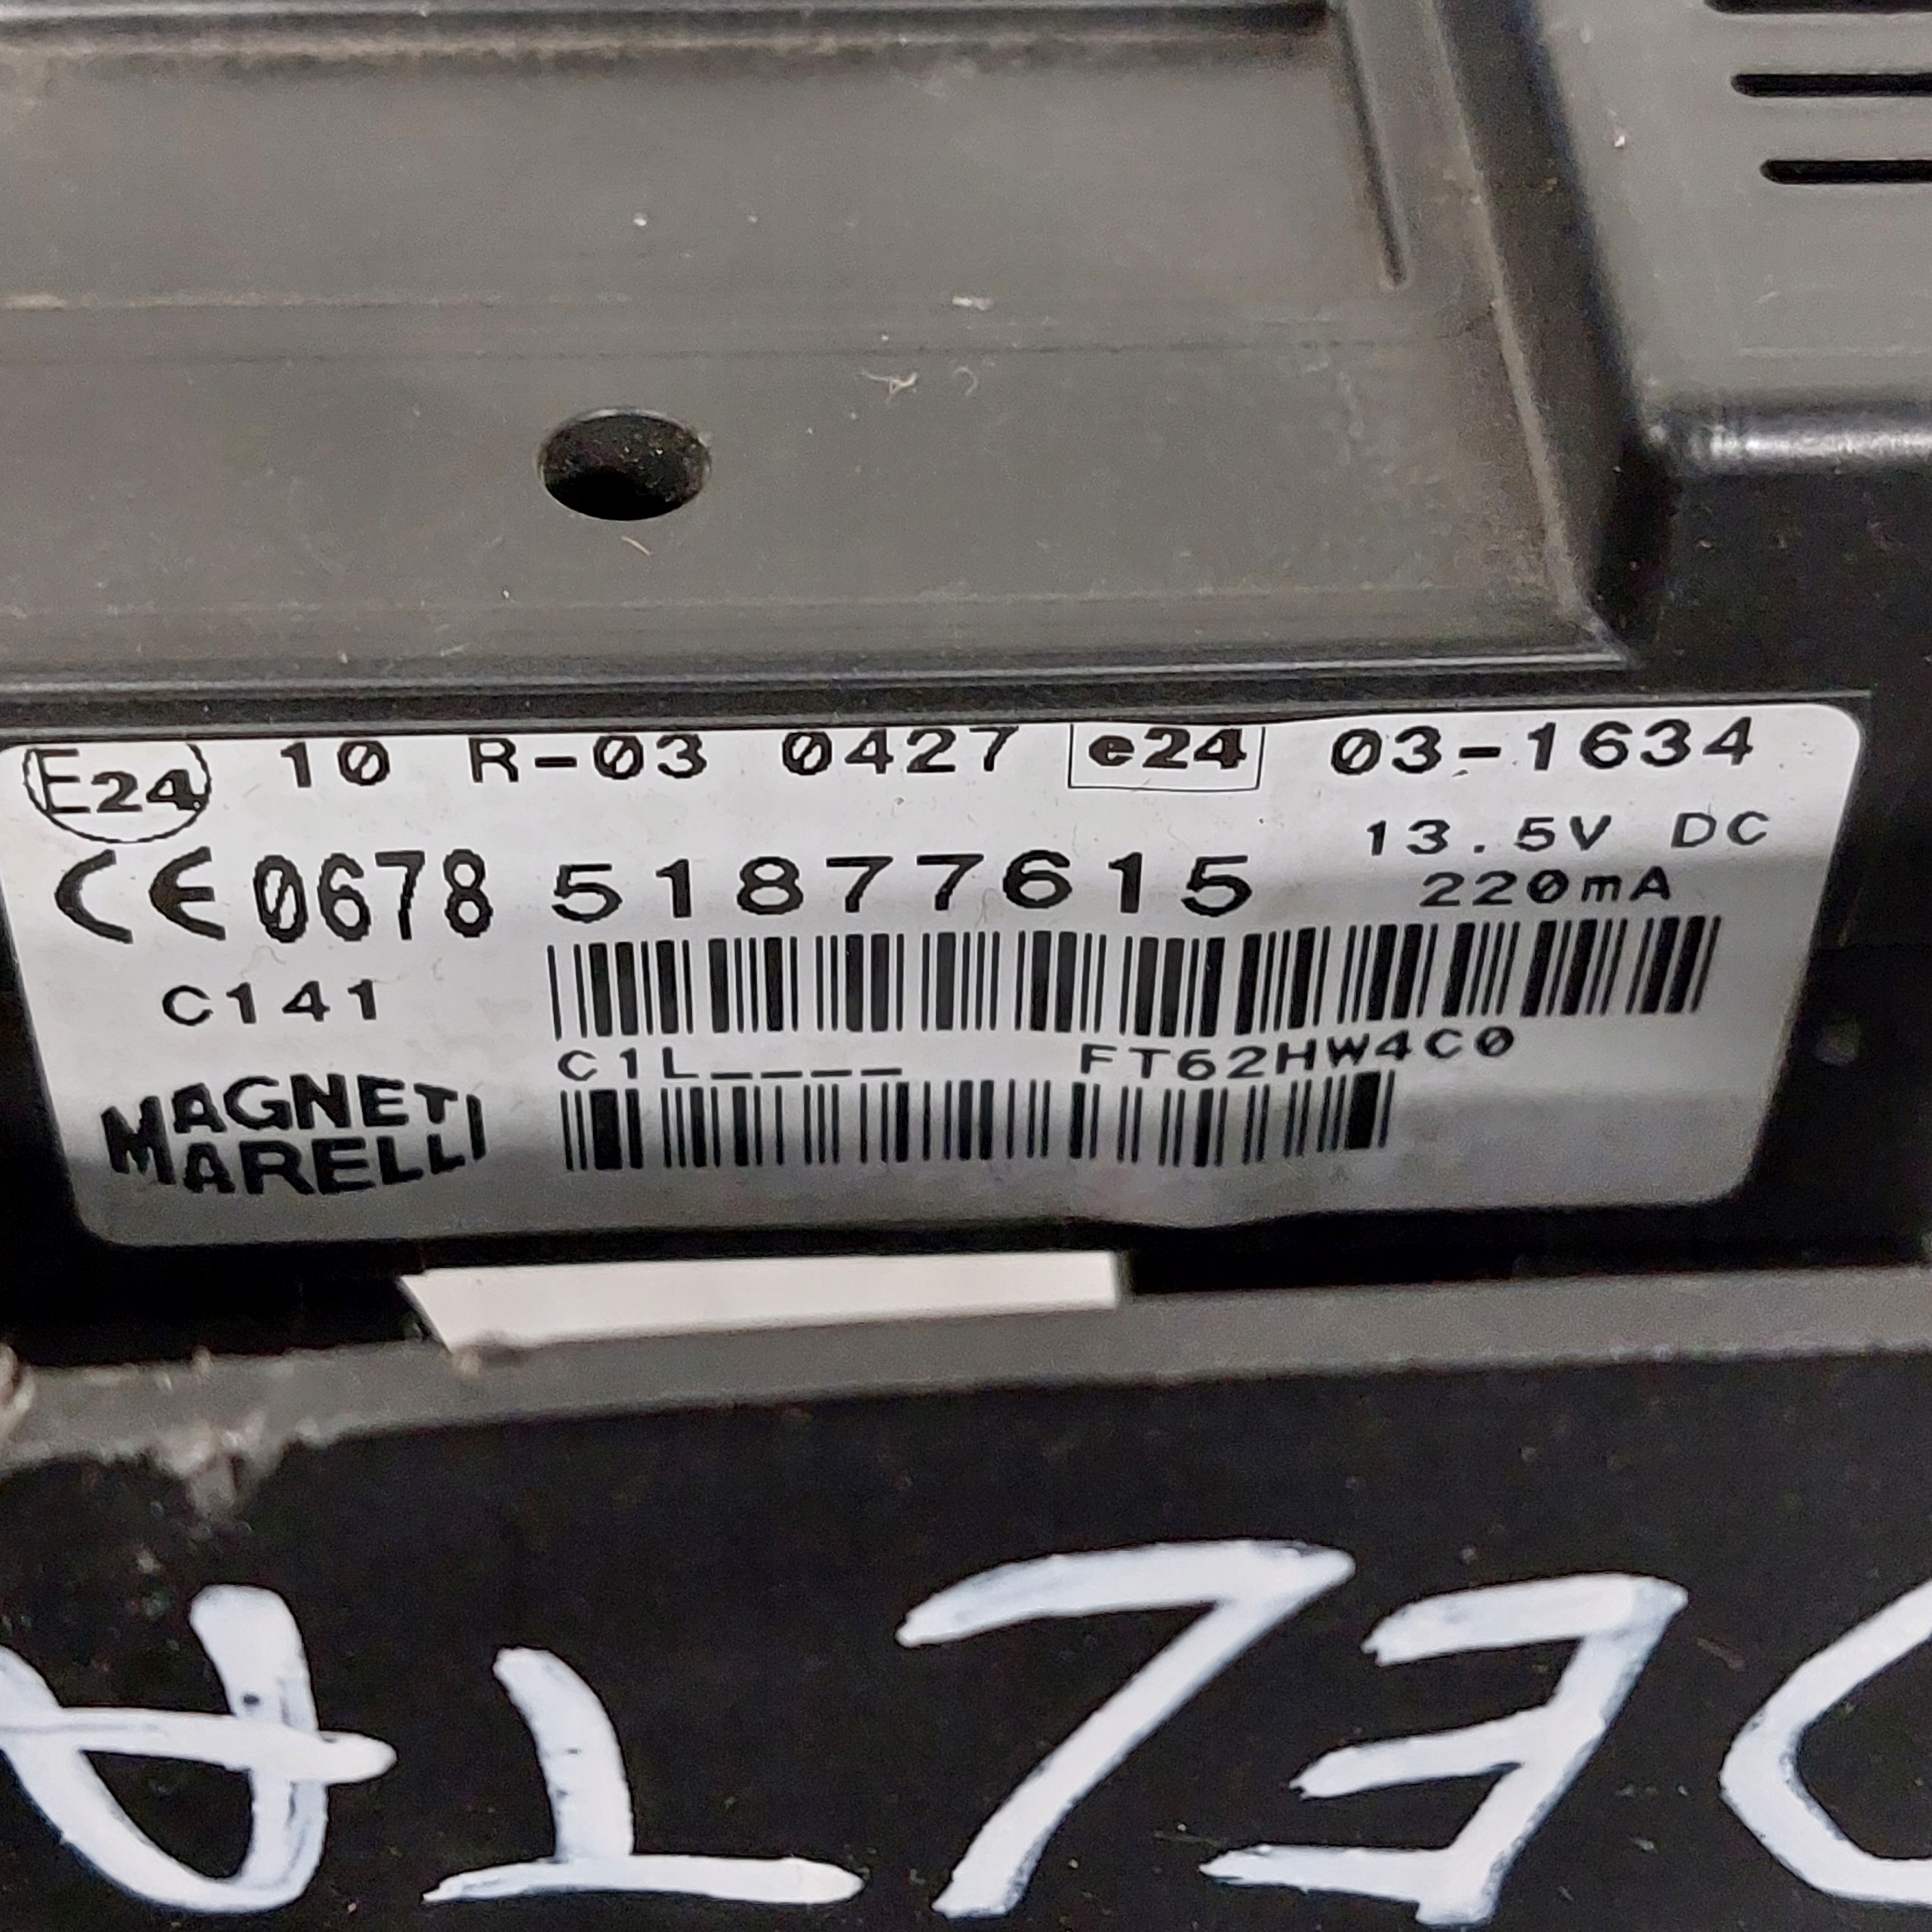 E24 10 R-03 0427 e24 03-1634
13.5V DC
CE 0678 51877615 220mA
C141
C1L____ FT62HW4C0
MAGNETI
MARELLI
DELTA